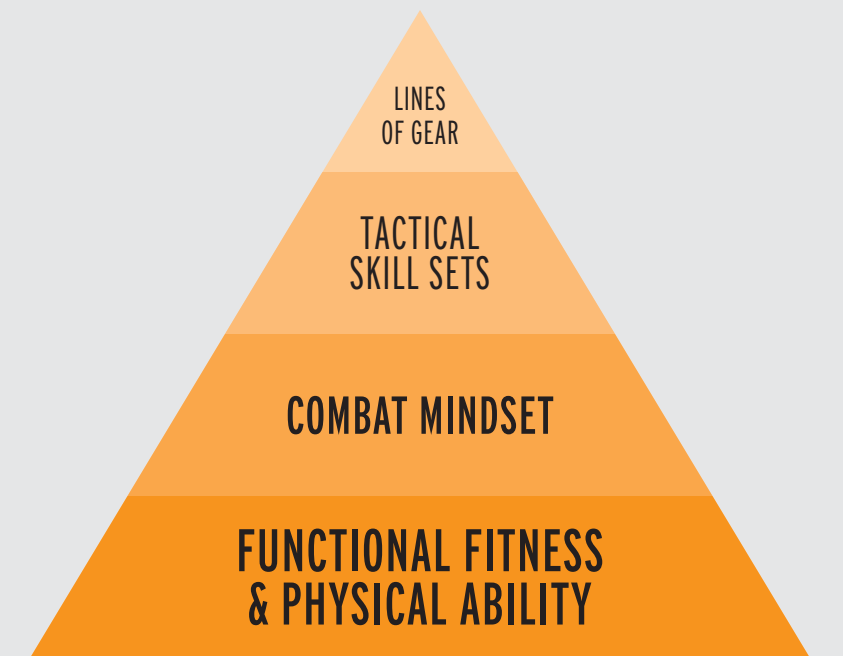 LINES
OF GEAR
TACTICAL
SKILL SETS
COMBAT MINDSET
FUNCTIONAL FITNESS
& PHYSICAL ABILITY